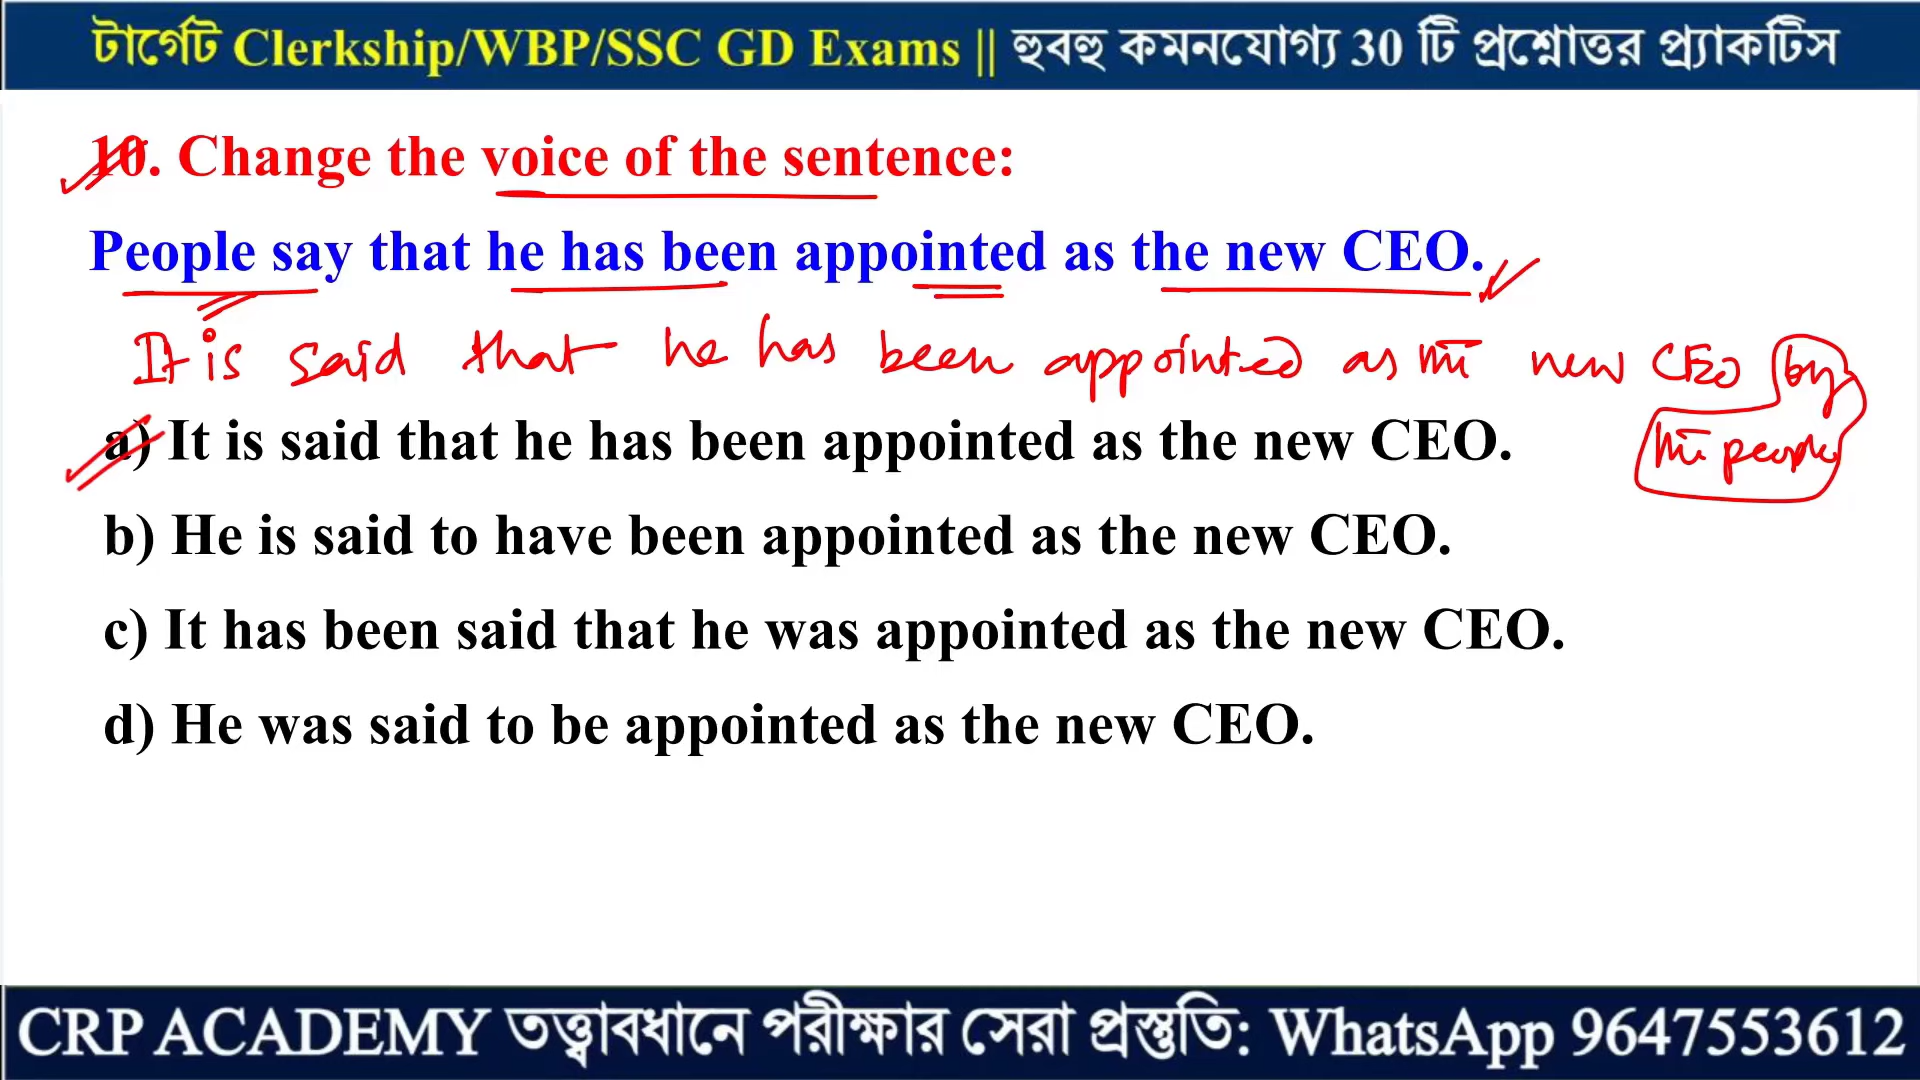 টার্গেট Clerkship/WBP/SSC GD Exams || হুবহু কমনযোগ্য 30 টি প্রশ্নোত্তর প্র্যাকটিস
10. Change the voice of the sentence:
People say that he has been appointed as the new CEO.
It is said that he has been appointed as the new CEO by
the people
a) It is said that he has been appointed as the new CEO.
b) He is said to have been appointed as the new CEO.
c) It has been said that he was appointed as the new CEO.
d) He was said to be appointed as the new CEO.
CRP ACADEMY তত্ত্বাবধানে পরীক্ষার সেরা প্রস্তুতি: WhatsApp 9647553612